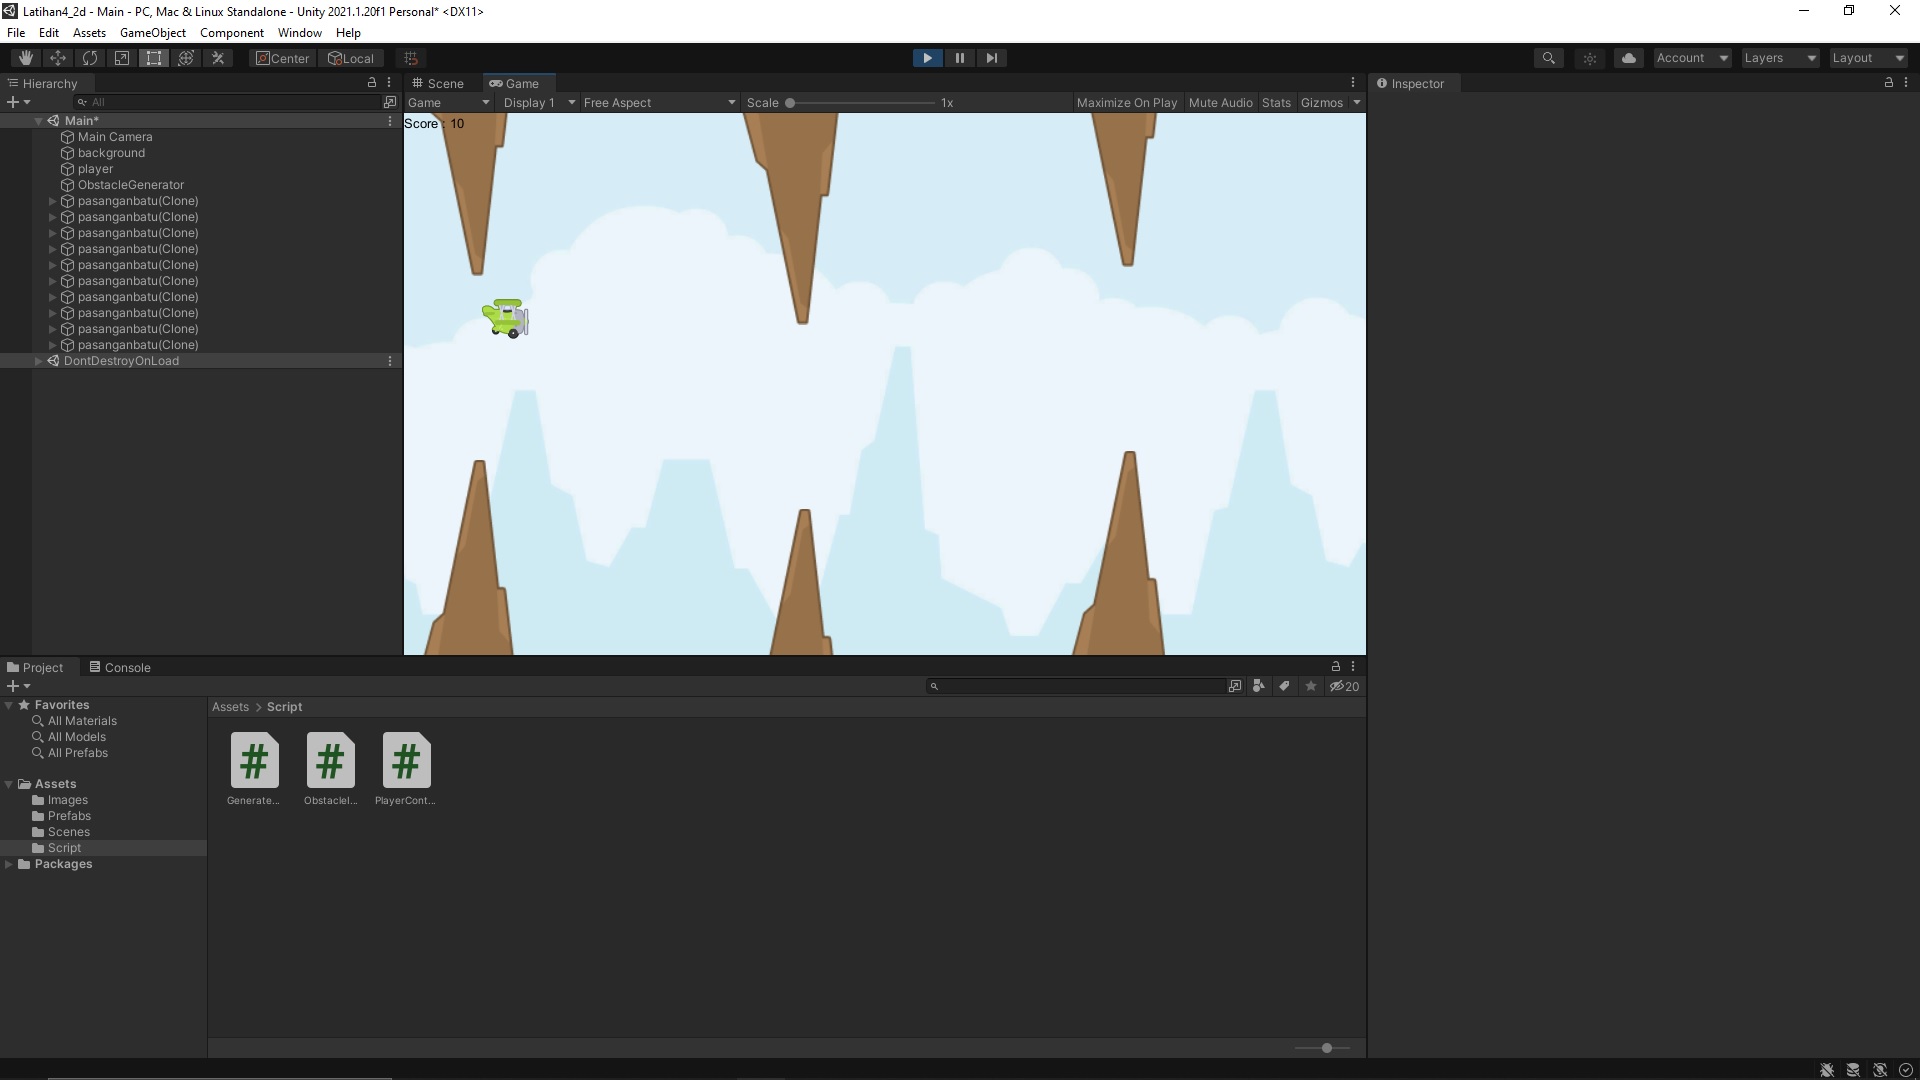 Latihan4_2d - Main - PC, Mac & Linux Standalone - Unity 2021.1.20f1 Personal* <DX11>
File Edit Assets GameObject Component Window Help
Center Local Account Layers Layout
Hierarchy Scene Game Inspector
All Game Display 1 Free Aspect Scale 1x Maximize On Play Mute Audio Stats Gizmos
Main*
Score : 10
Main Camera
background
player
ObstacleGenerator
pasanganbatu(Clone)
pasanganbatu(Clone)
pasanganbatu(Clone)
pasanganbatu(Clone)
pasanganbatu(Clone)
pasanganbatu(Clone)
pasanganbatu(Clone)
pasanganbatu(Clone)
pasanganbatu(Clone)
pasanganbatu(Clone)
DontDestroyOnLoad
Project Console
20
Favorites
All Materials
All Models
All Prefabs
Assets
Images
Prefabs
Scenes
Script
Packages
Assets > Script
# # #
Generate... ObstacleI... PlayerCont...